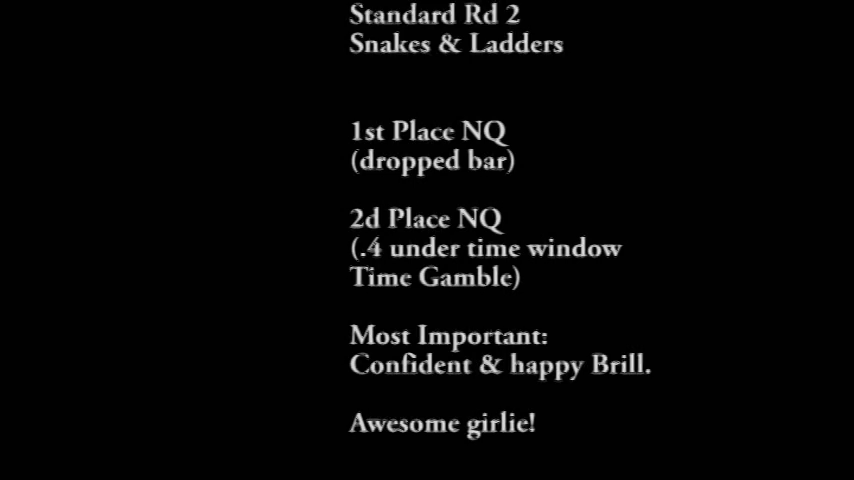 Standard Rd 2
Snakes & Ladders
1st Place NQ
(dropped bar)
2d Place NQ
(.4 under time window
Time Gamble)
Most Important:
Confident & happy Brill.
Awesome girlie!